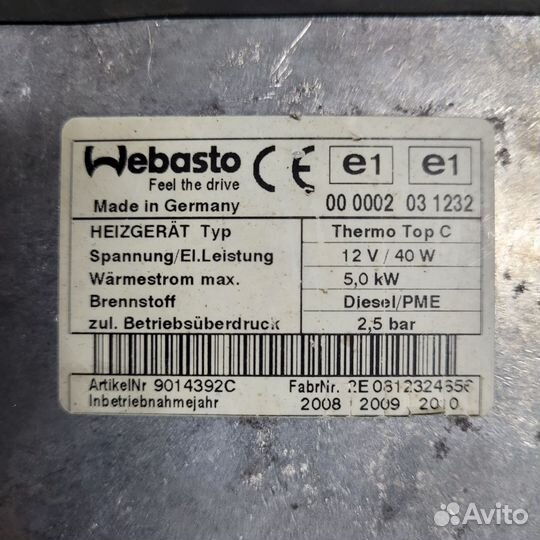 Webasto CE e1 e1
Feel the drive
Made in Germany 00 0002 03 1232
HEIZGERÄT Typ Thermo Top C
Spannung/El.Leistung 12 V / 40 W
Wärmestrom max. 5,0 kW
Brennstoff Diesel/PME
zul. Betriebsüberdruck 2,5 bar
ArtikelNr 9014392C FabrNr.
Inbetriebnahmejahr 2008 2009 2010
Avito